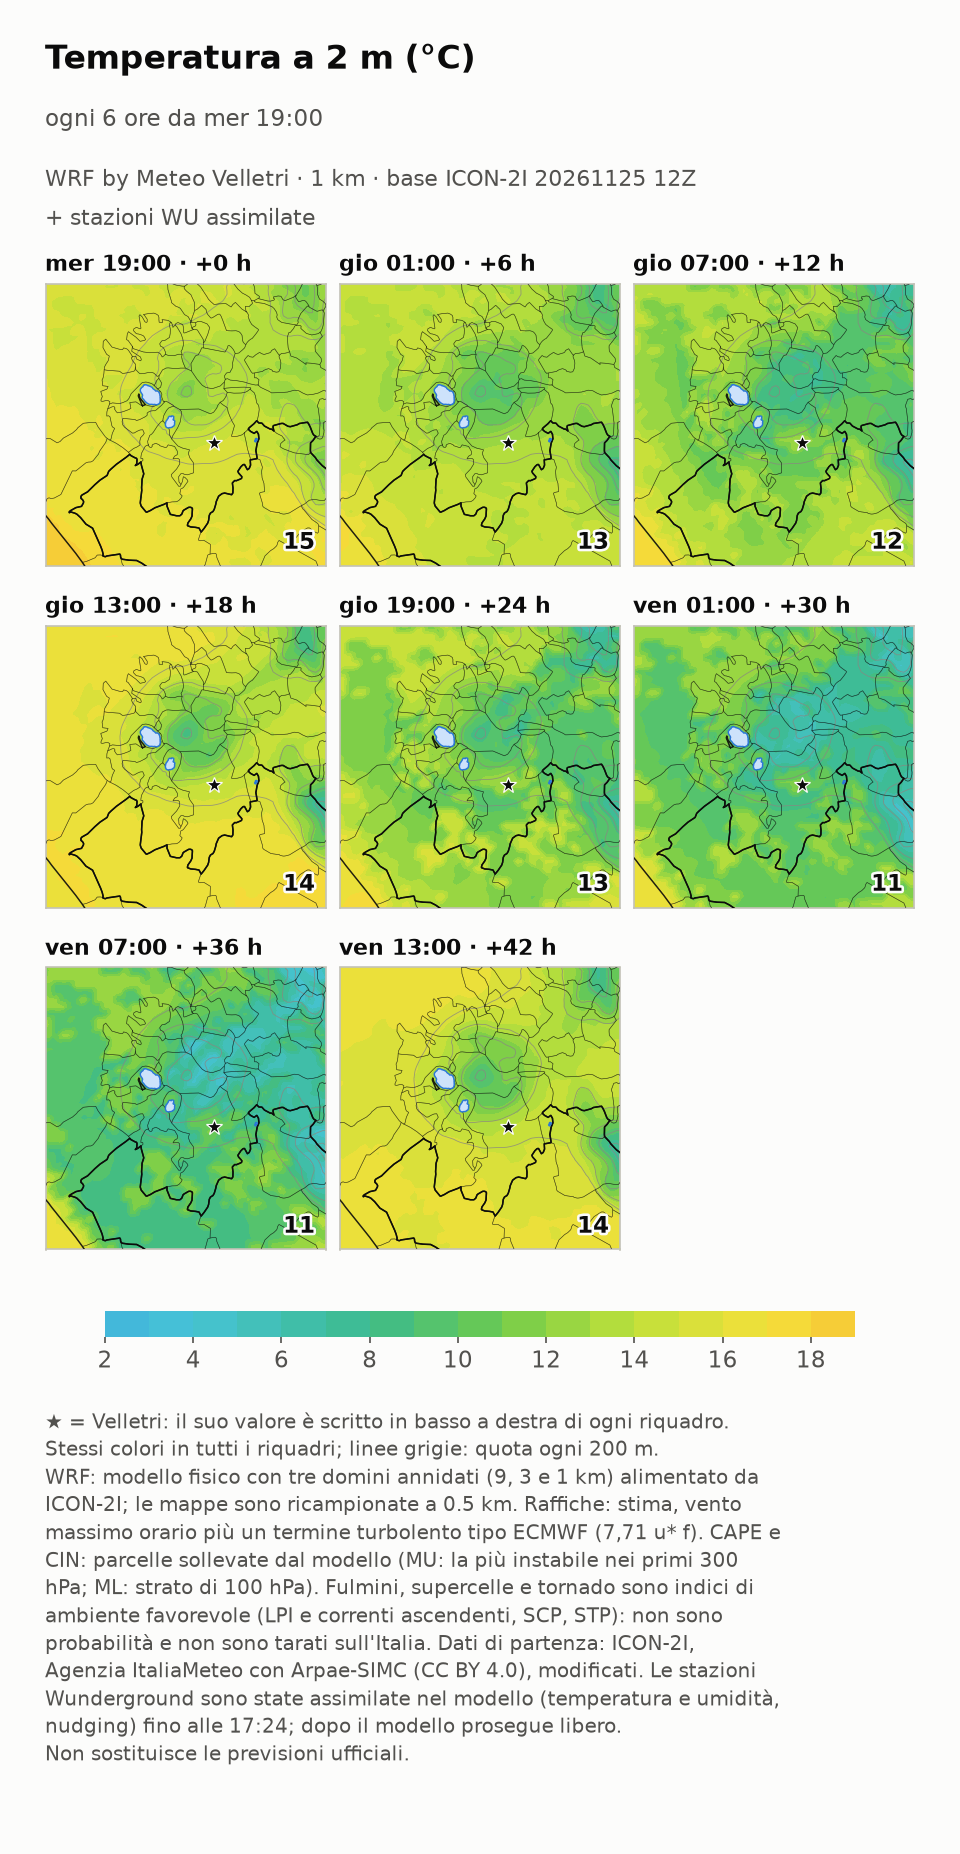 Temperatura a 2 m (°C)
ogni 6 ore da mer 19:00
WRF by Meteo Velletri · 1 km · base ICON-2I 20261125 12Z
+ stazioni WU assimilate
mer 19:00 · +0 h
gio 01:00 · +6 h
gio 07:00 · +12 h
15
13
12
gio 13:00 · +18 h
gio 19:00 · +24 h
ven 01:00 · +30 h
14
13
11
ven 07:00 · +36 h
ven 13:00 · +42 h
11
14
2 4 6 8 10 12 14 16 18
★ = Velletri: il suo valore è scritto in basso a destra di ogni riquadro.
Stessi colori in tutti i riquadri; linee grigie: quota ogni 200 m.
WRF: modello fisico con tre domini annidati (9, 3 e 1 km) alimentato da
ICON-2I; le mappe sono ricampionate a 0.5 km. Raffiche: stima, vento
massimo orario più un termine turbolento tipo ECMWF (7,71 u* f). CAPE e
CIN: parcelle sollevate dal modello (MU: la più instabile nei primi 300
hPa; ML: strato di 100 hPa). Fulmini, supercelle e tornado sono indici di
ambiente favorevole (LPI e correnti ascendenti, SCP, STP): non sono
probabilità e non sono tarati sull'Italia. Dati di partenza: ICON-2I,
Agenzia ItaliaMeteo con Arpae-SIMC (CC BY 4.0), modificati. Le stazioni
Wunderground sono state assimilate nel modello (temperatura e umidità,
nudging) fino alle 17:24; dopo il modello prosegue libero.
Non sostituisce le previsioni ufficiali.